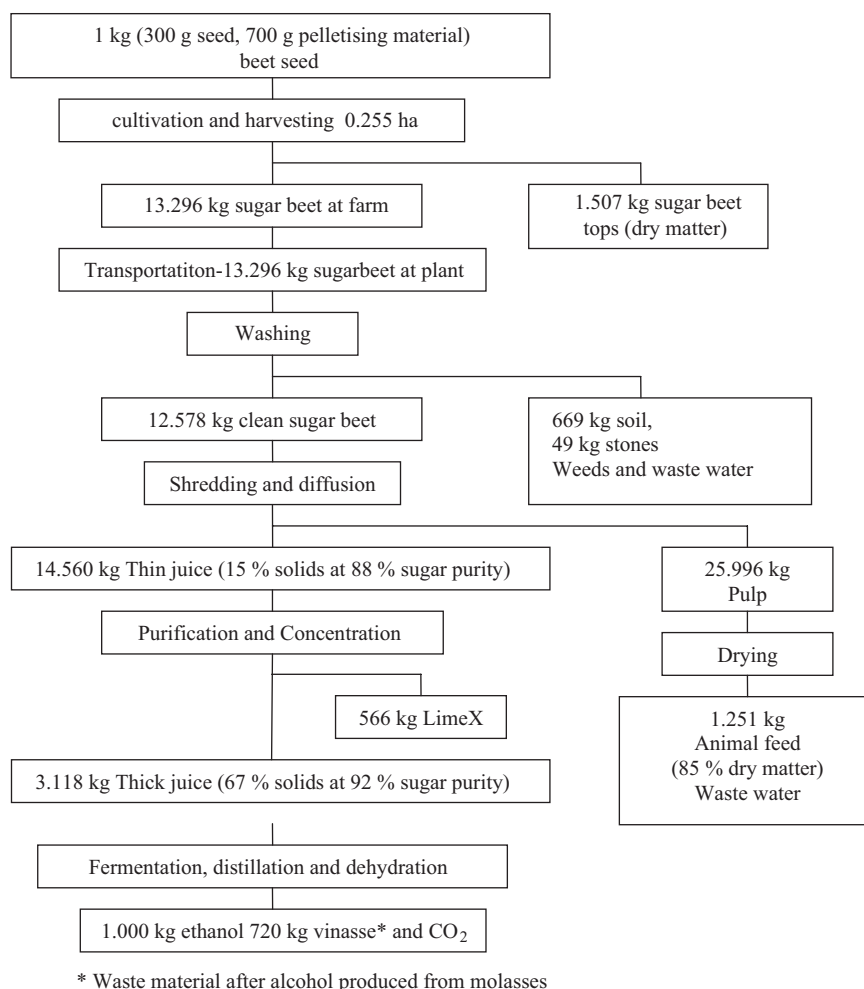 1 kg (300 g seed, 700 g pelletising material)
beet seed
cultivation and harvesting 0.255 ha
13.296 kg sugar beet at farm
1.507 kg sugar beet
tops (dry matter)
Transportatiton-13.296 kg sugarbeet at plant
Washing
12.578 kg clean sugar beet
669 kg soil,
49 kg stones
Weeds and waste water
Shredding and diffusion
14.560 kg Thin juice (15 % solids at 88 % sugar purity)
25.996 kg
Pulp
Purification and Concentration
Drying
566 kg LimeX
1.251 kg
Animal feed
(85 % dry matter)
Waste water
3.118 kg Thick juice (67 % solids at 92 % sugar purity)
Fermentation, distillation and dehydration
1.000 kg ethanol 720 kg vinasse* and CO2
* Waste material after alcohol produced from molasses